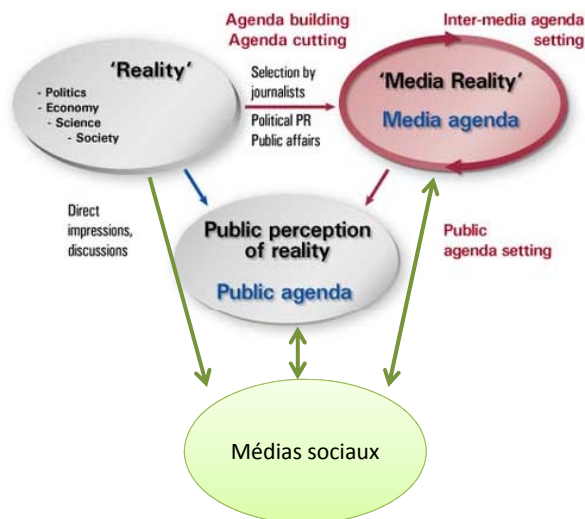 Agenda building
Agenda cutting
Inter-media agenda
setting
'Reality'
- Politics
- Economy
- Science
- Society
Selection by
journalists
Political PR
Public affairs
'Media Reality'
Media agenda
Direct
impressions,
discussions
Public perception
of reality
Public agenda
Public
agenda setting
Médias sociaux